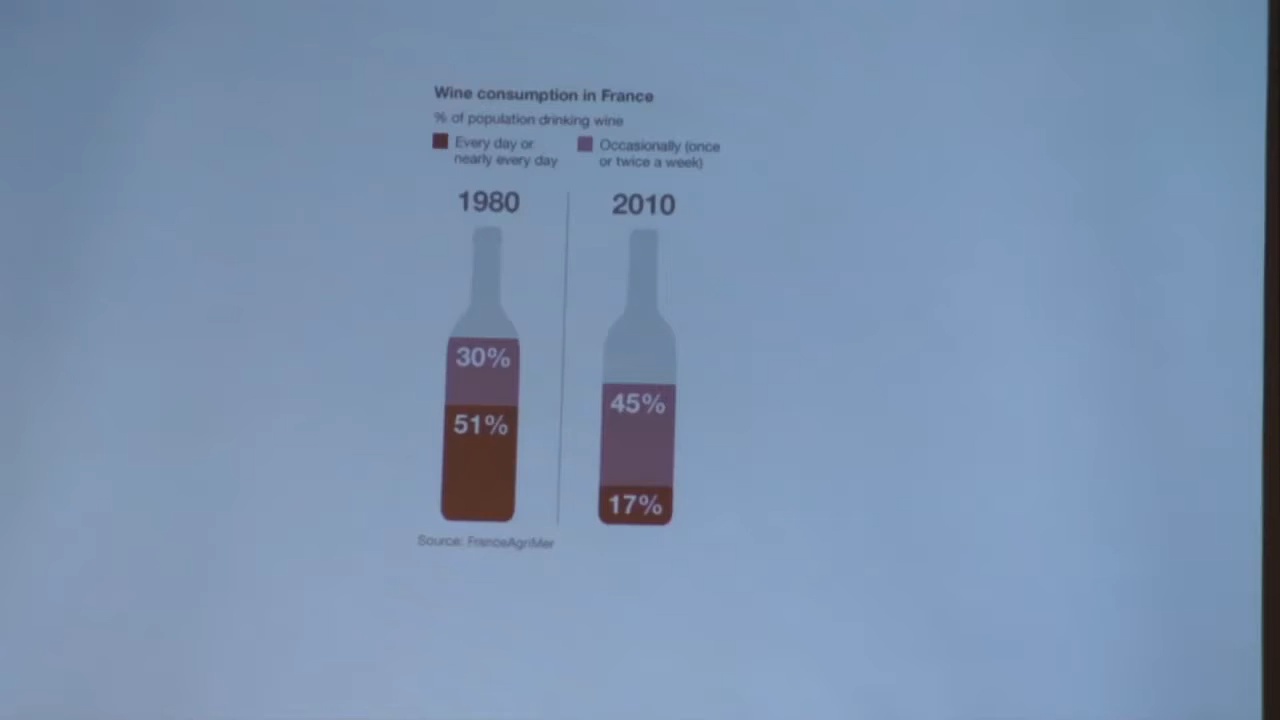 Wine consumption in France
% of population drinking wine
Every day or
nearly every day
Occasionally (once
or twice a week)
1980
2010
30%
51%
45%
17%
Source: FranceAgriMer